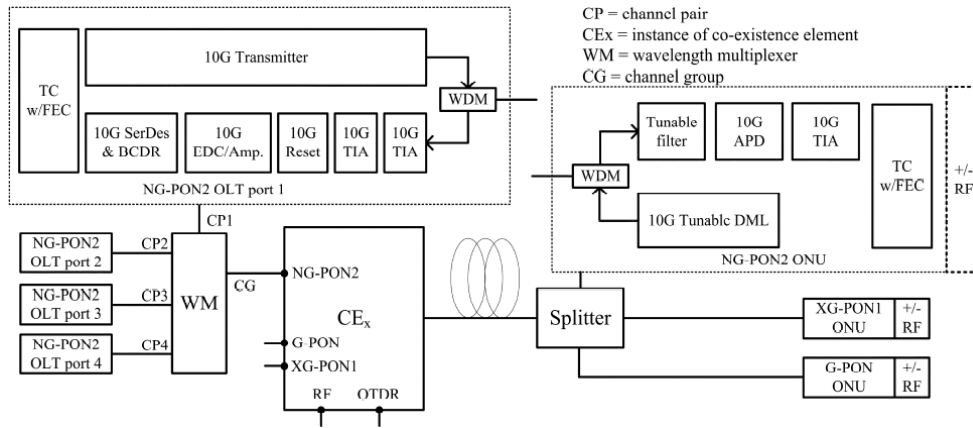 CP = channel pair
CEx = instance of co-existence element
WM = wavelength multiplexer
CG = channel group
TC
w/FEC
10G Transmitter
WDM
10G SerDes
& BCDR
10G
EDC/Amp.
10G
Reset
10G
TIA
10G
TIA
NG-PON2 OLT port 1
Tunable
filter
10G
APD
10G
TIA
WDM
10G Tunable DML
TC
w/FEC
+/-
RF
NG-PON2 ONU
CP1
NG-PON2
OLT port 2
CP2
NG-PON2
OLT port 3
CP3
NG-PON2
OLT port 4
CP4
WM
CG
NG-PON2
CEx
G-PON
XG-PON1
RF
OTDR
Splitter
XG-PON1
ONU
+/-
RF
G-PON
ONU
+/-
RF